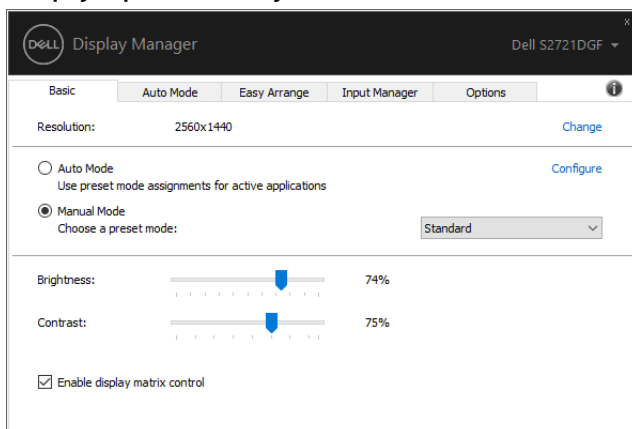 DELL Display Manager
Dell S2721DGF
Basic Auto Mode Easy Arrange Input Manager Options
Resolution: 2560x1440 Change
Auto Mode Configure
Use preset mode assignments for active applications
Manual Mode
Choose a preset mode: Standard
Brightness: 74%
Contrast: 75%
Enable display matrix control